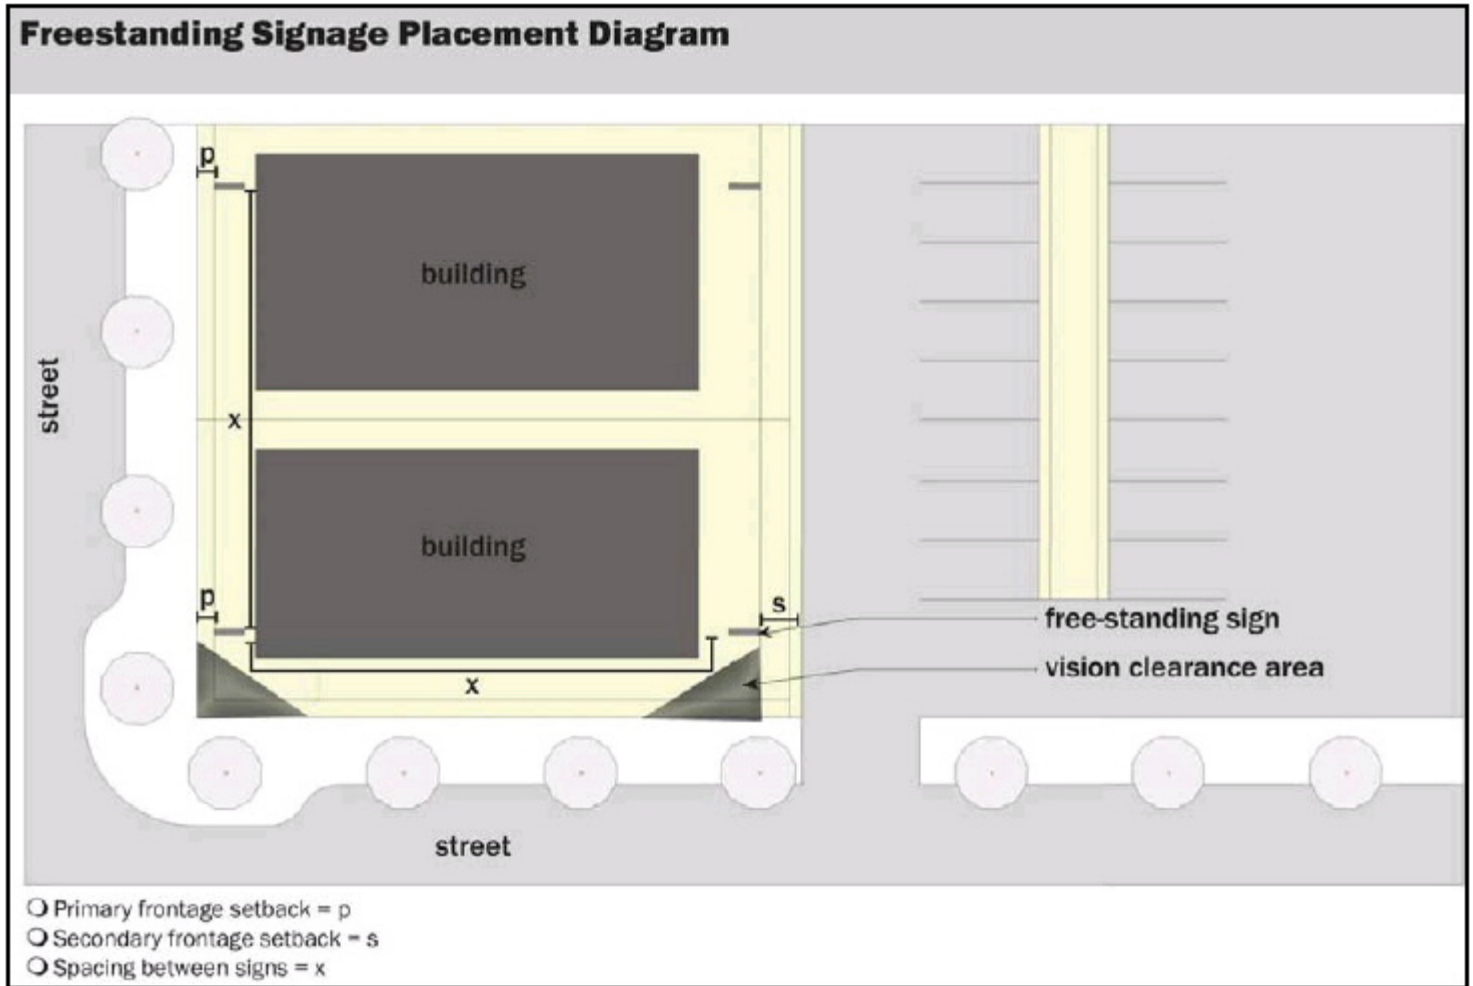 Freestanding Signage Placement Diagram
p
building
street
x
building
p
s
free-standing sign
vision clearance area
x
street
Primary frontage setback = p
Secondary frontage setback = s
Spacing between signs = x